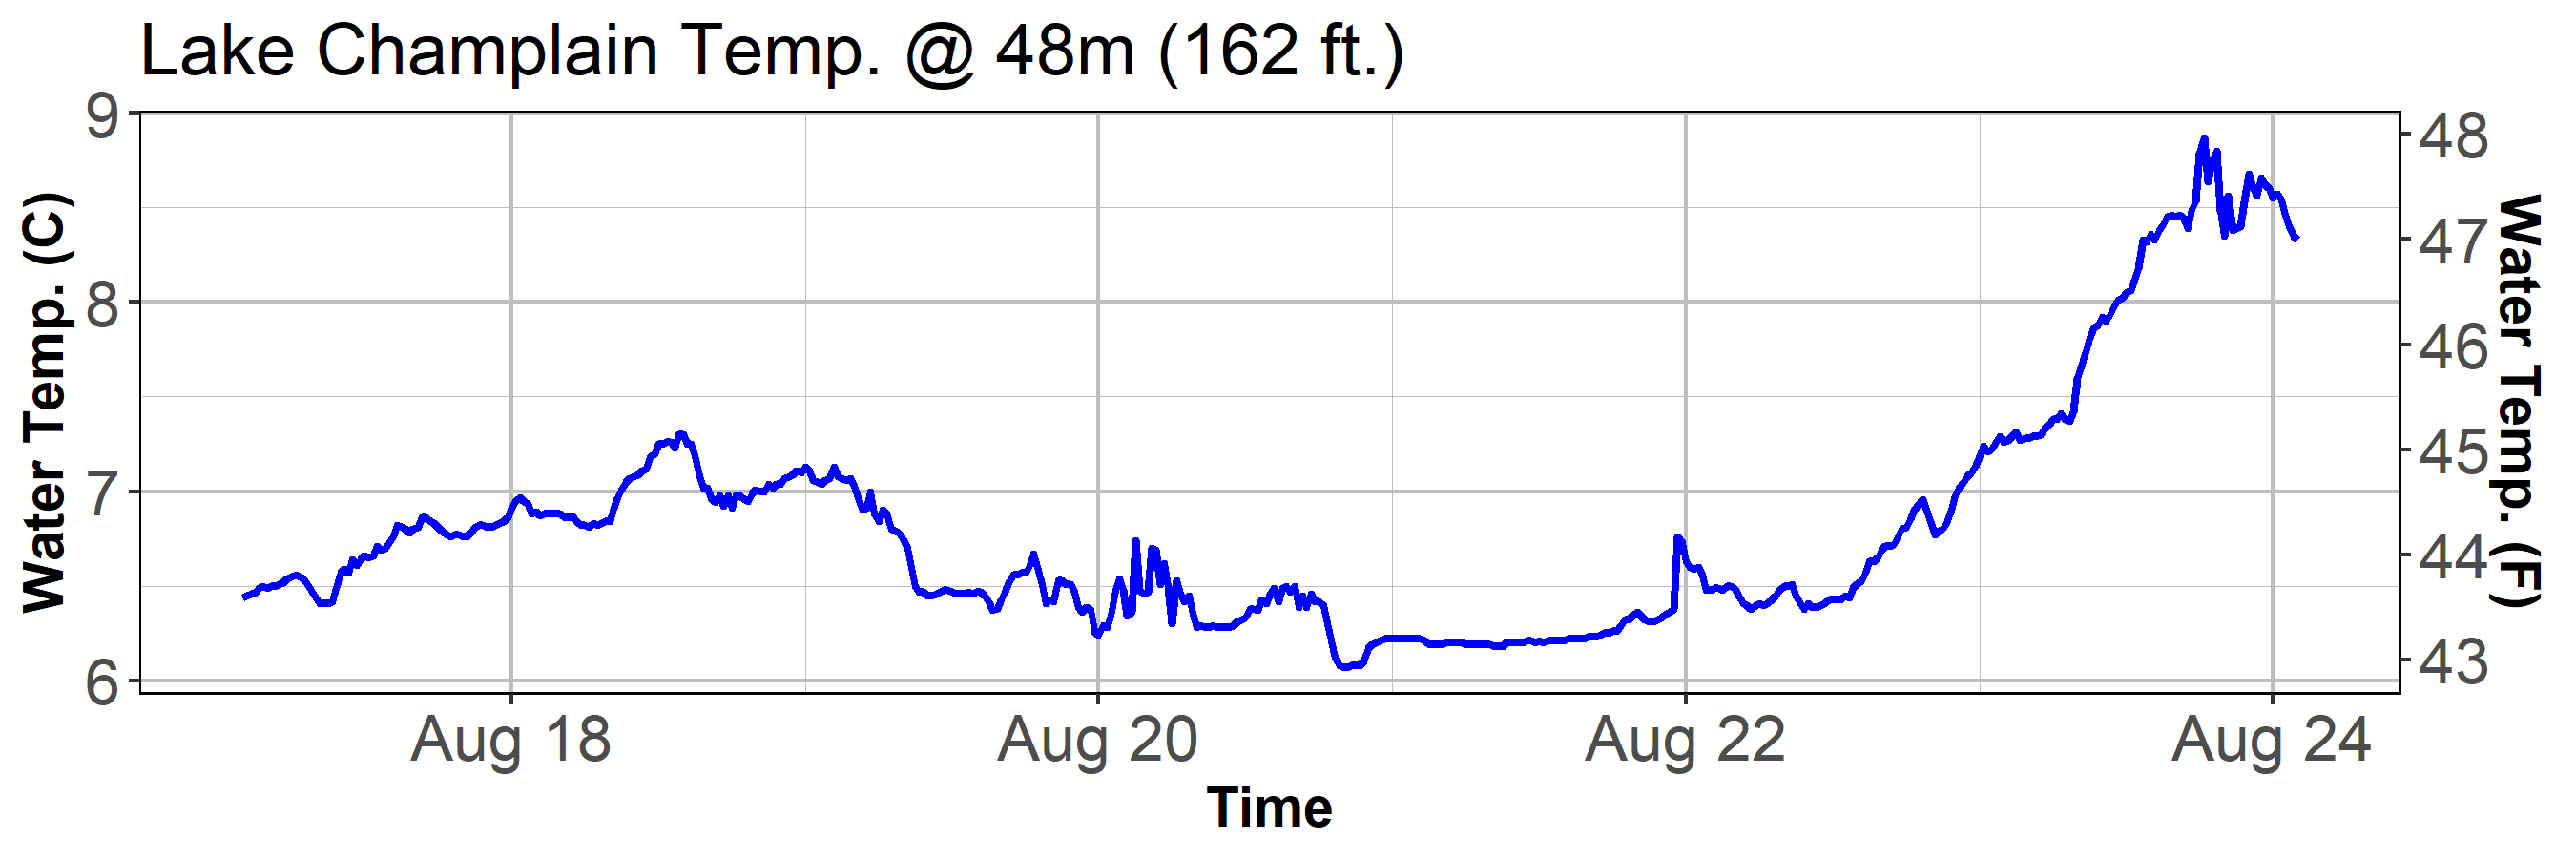 Lake Champlain Temp. @ 48m (162 ft.)
Water Temp. (C)
9
8
7
6
48
47
46
45
44
43
Water Temp. (F)
Aug 18 Aug 20 Aug 22 Aug 24
Time